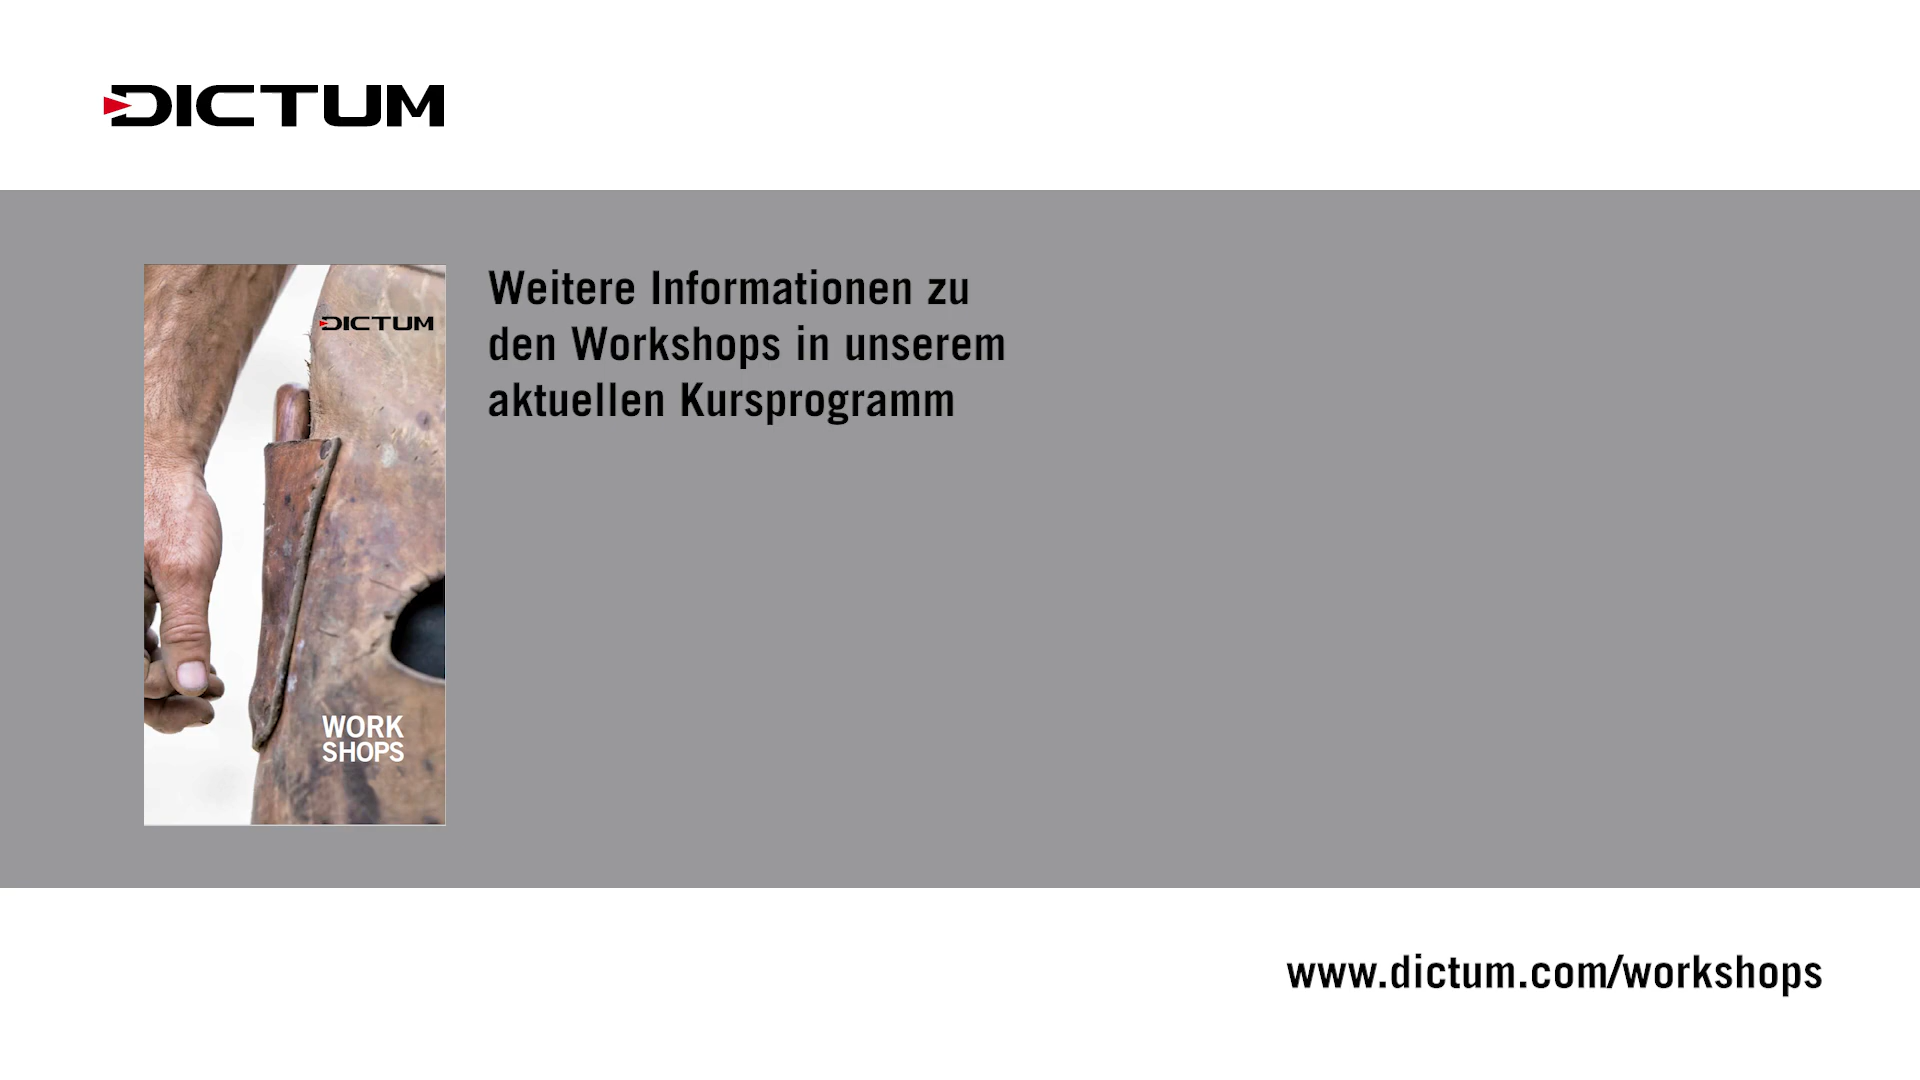 DICTUM
Weitere Informationen zu
den Workshops in unserem
aktuellen Kursprogramm
DICTUM
WORK
SHOPS
www.dictum.com/workshops